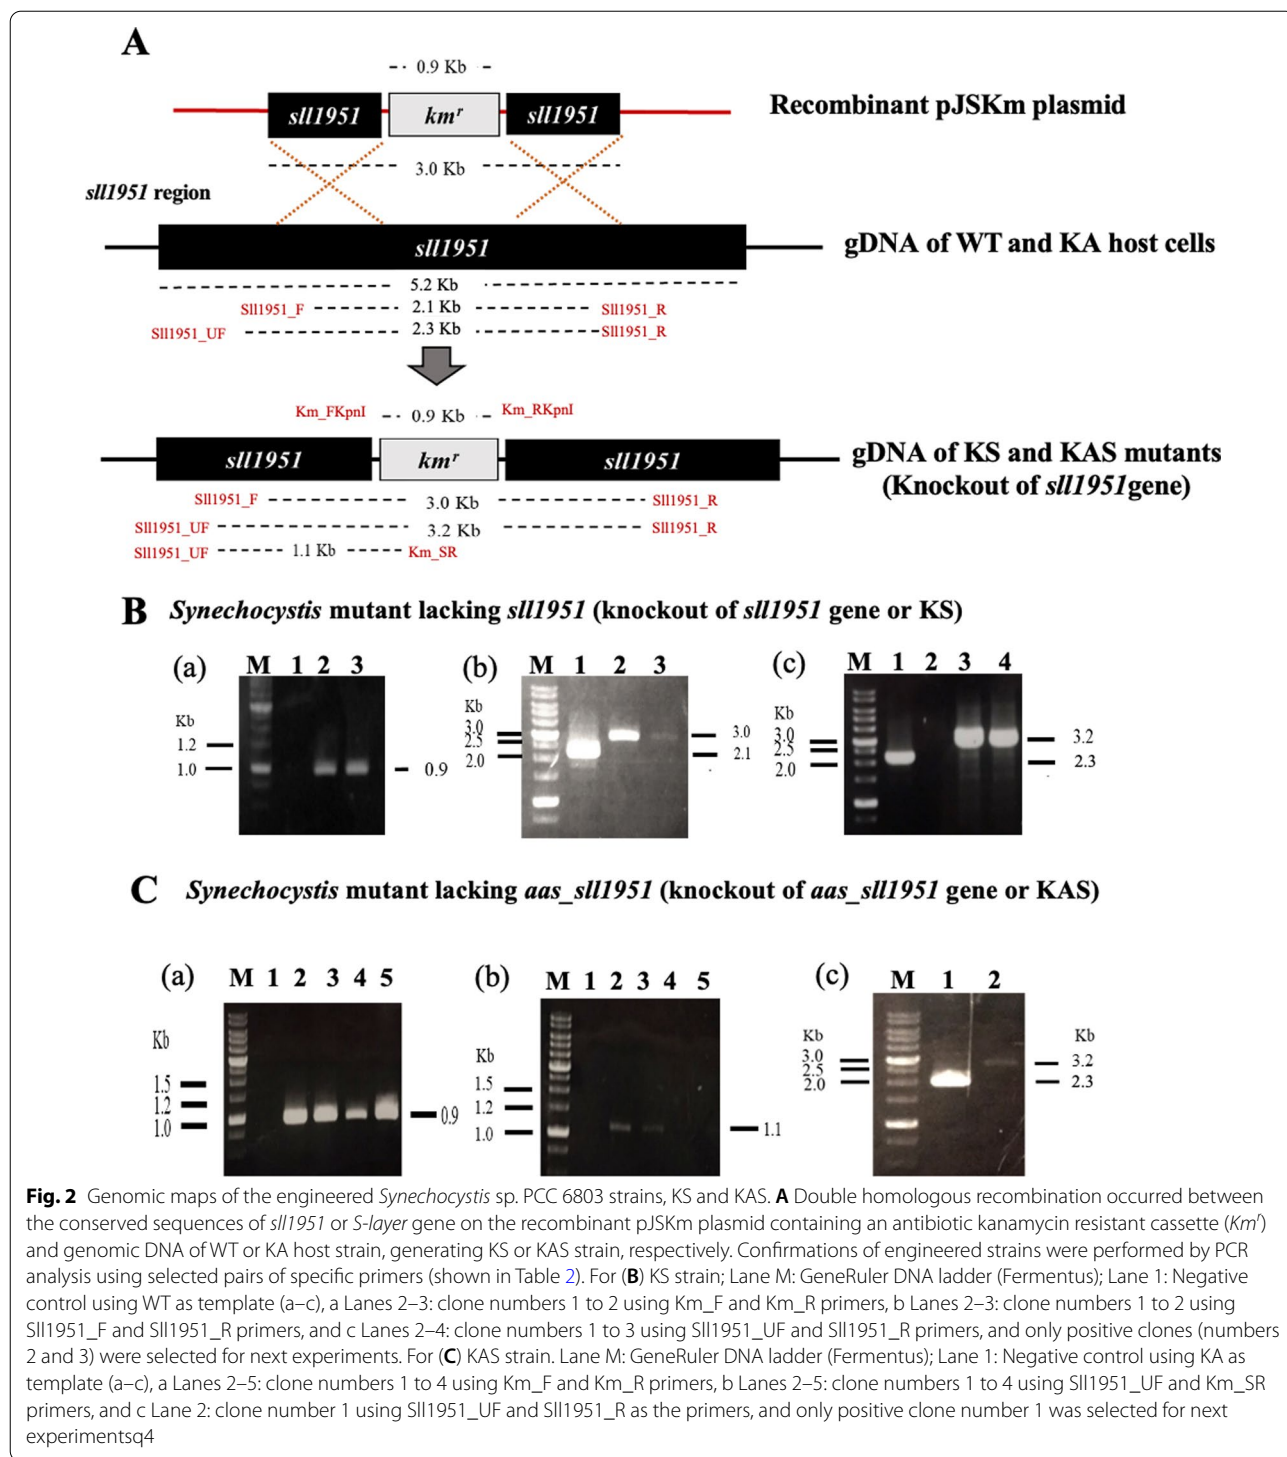 A
0.9 Kb
sll1951 kmʳ sll1951
Recombinant pJSKm plasmid
3.0 Kb
sll1951 region
sll1951
gDNA of WT and KA host cells
5.2 Kb
Sll1951_F 2.1 Kb Sll1951_R
Sll1951_UF 2.3 Kb Sll1951_R
Km_FKpnI 0.9 Kb Km_RKpnI
sll1951 kmʳ sll1951
gDNA of KS and KAS mutants
(Knockout of sll1951gene)
Sll1951_F 3.0 Kb Sll1951_R
Sll1951_UF 3.2 Kb Sll1951_R
Sll1951_UF 1.1 Kb Km_SR
B Synechocystis mutant lacking sll1951 (knockout of sll1951 gene or KS)
(a) M 1 2 3
Kb
1.2
1.0
0.9
(b) M 1 2 3
Kb
3.0
2.5
2.0
3.0
2.1
(c) M 1 2 3 4
Kb
3.0
2.5
2.0
3.2
2.3
C Synechocystis mutant lacking aas_sll1951 (knockout of aas_sll1951 gene or KAS)
(a) M 1 2 3 4 5
Kb
1.5
1.2
1.0
0.9
(b) M 1 2 3 4 5
Kb
1.5
1.2
1.0
1.1
(c) M 1 2
Kb
3.0
2.5
2.0
Kb
3.2
2.3
Fig. 2 Genomic maps of the engineered Synechocystis sp. PCC 6803 strains, KS and KAS. A Double homologous recombination occurred between
the conserved sequences of sll1951 or S-layer gene on the recombinant pJSKm plasmid containing an antibiotic kanamycin resistant cassette (Kmʳ)
and genomic DNA of WT or KA host strain, generating KS or KAS strain, respectively. Confirmations of engineered strains were performed by PCR
analysis using selected pairs of specific primers (shown in Table 2). For (B) KS strain; Lane M: GeneRuler DNA ladder (Fermentus); Lane 1: Negative
control using WT as template (a–c), a Lanes 2–3: clone numbers 1 to 2 using Km_F and Km_R primers, b Lanes 2–3: clone numbers 1 to 2 using
Sll1951_F and Sll1951_R primers, and c Lanes 2–4: clone numbers 1 to 3 using Sll1951_UF and Sll1951_R primers, and only positive clones (numbers
2 and 3) were selected for next experiments. For (C) KAS strain. Lane M: GeneRuler DNA ladder (Fermentus); Lane 1: Negative control using KA as
template (a–c), a Lanes 2–5: clone numbers 1 to 4 using Km_F and Km_R primers, b Lanes 2–5: clone numbers 1 to 4 using Sll1951_UF and Km_SR
primers, and c Lane 2: clone number 1 using Sll1951_UF and Sll1951_R as the primers, and only positive clone number 1 was selected for next
experimentsq4